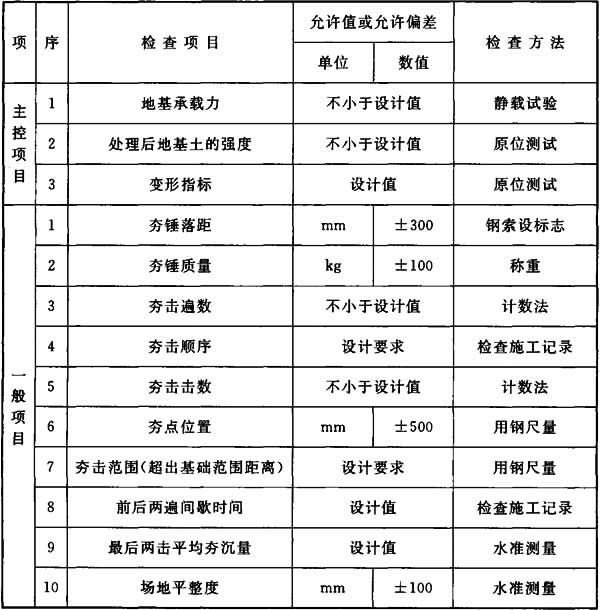 项 序 检查项目 允许值或允许偏差 检查方法
单位 数值
主控项目
1 地基承载力 不小于设计值 静载试验
2 处理后地基土的强度 不小于设计值 原位测试
3 变形指标 设计值 原位测试
一般项目
1 夯锤落距 mm ±300 钢索设标志
2 夯锤质量 kg ±100 称重
3 夯击遍数 不小于设计值 计数法
4 夯击顺序 设计要求 检查施工记录
5 夯击击数 不小于设计值 计数法
6 夯点位置 mm ±500 用钢尺量
7 夯击范围(超出基础范围距离) 设计要求 用钢尺量
8 前后两遍间歇时间 设计值 检查施工记录
9 最后两击平均夯沉量 设计值 水准测量
10 场地平整度 mm ±100 水准测量